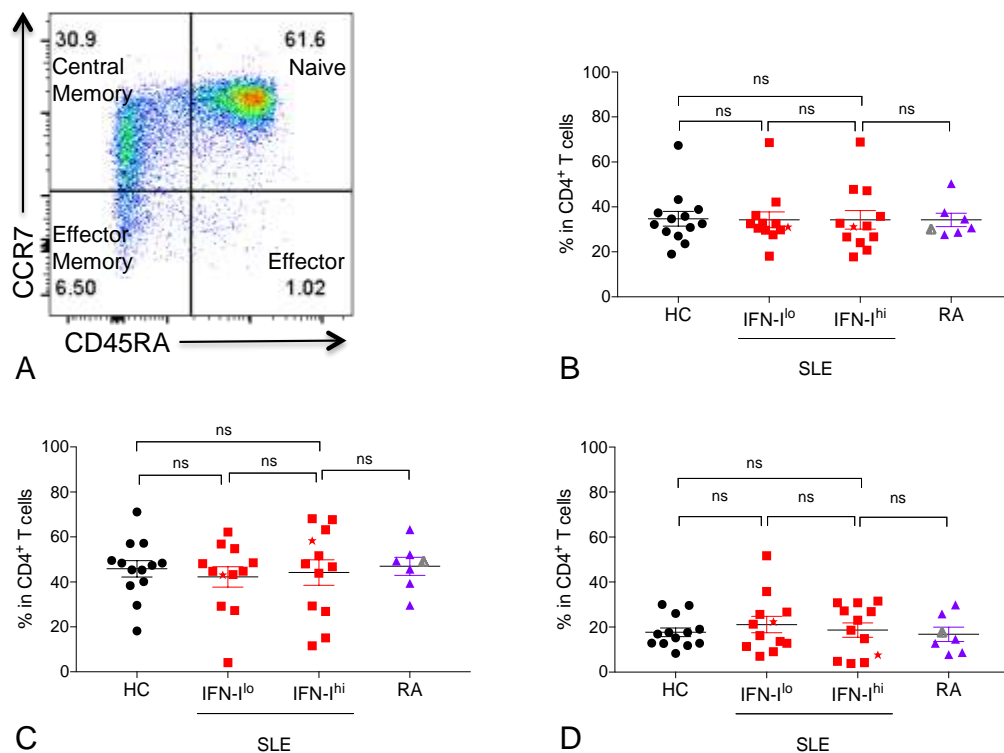 30.9
61.6
Central
Memory
Naive
CCR7
Effector
Memory
6.50
Effector
1.02
CD45RA
A
100
80
60
40
20
0
% in CD4⁺ T cells
ns
ns
ns
ns
HC
IFN-Iˡᵒ
IFN-Iʰⁱ
RA
SLE
B
100
80
60
40
20
0
% in CD4⁺ T cells
ns
ns
ns
ns
HC
IFN-Iˡᵒ
IFN-Iʰⁱ
RA
SLE
C
100
80
60
40
20
0
% in CD4⁺ T cells
ns
ns
ns
ns
HC
IFN-Iˡᵒ
IFN-Iʰⁱ
RA
SLE
D